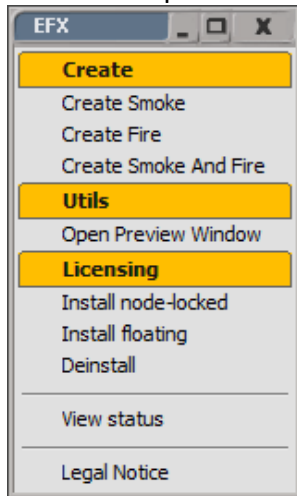 EFX
Create
Create Smoke
Create Fire
Create Smoke And Fire
Utils
Open Preview Window
Licensing
Install node-locked
Install floating
Deinstall
View status
Legal Notice